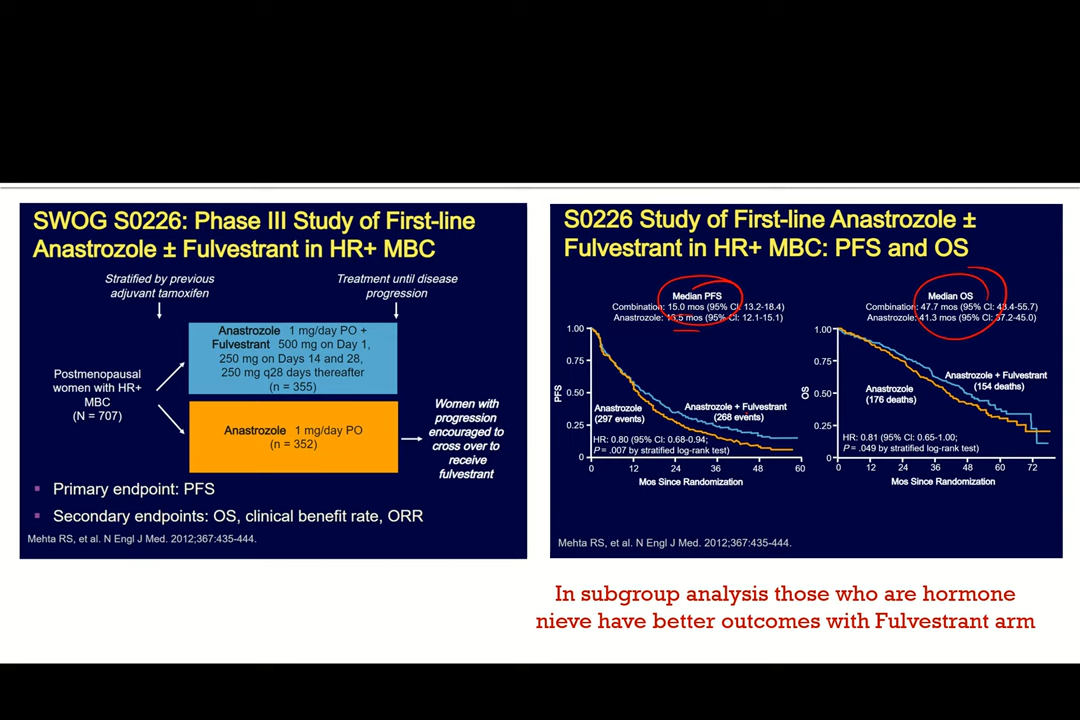 SWOG S0226: Phase III Study of First-line
Anastrozole ± Fulvestrant in HR+ MBC
Stratified by previous
adjuvant tamoxifen
Treatment until disease
progression
Postmenopausal
women with HR+
MBC
(N = 707)
Anastrozole 1 mg/day PO +
Fulvestrant 500 mg on Day 1,
250 mg on Days 14 and 28,
250 mg q28 days thereafter
(n = 355)
Anastrozole 1 mg/day PO
(n = 352)
Women with
progression
encouraged to
cross over to
receive
fulvestrant
Primary endpoint: PFS
Secondary endpoints: OS, clinical benefit rate, ORR
Mehta RS, et al. N Engl J Med. 2012;367:435-444.
S0226 Study of First-line Anastrozole ±
Fulvestrant in HR+ MBC: PFS and OS
Median PFS
Combination: 15.0 mos (95% CI: 13.2-18.4)
Anastrozole: 13.5 mos (95% CI: 12.1-15.1)
PFS
1.00
0.75
0.50
0.25
0
Anastrozole
(297 events)
Anastrozole + Fulvestrant
(268 events)
HR: 0.80 (95% CI: 0.68-0.94;
P = .007 by stratified log-rank test)
0 12 24 36 48 60
Mos Since Randomization
Median OS
Combination: 47.7 mos (95% CI: 43.4-55.7)
Anastrozole: 41.3 mos (95% CI: 37.2-45.0)
OS
1.00
0.75
0.50
0.25
0
Anastrozole + Fulvestrant
(154 deaths)
Anastrozole
(176 deaths)
HR: 0.81 (95% CI: 0.65-1.00;
P = .049 by stratified log-rank test)
0 12 24 36 48 60 72
Mos Since Randomization
Mehta RS, et al. N Engl J Med. 2012;367:435-444.
In subgroup analysis those who are hormone
nieve have better outcomes with Fulvestrant arm